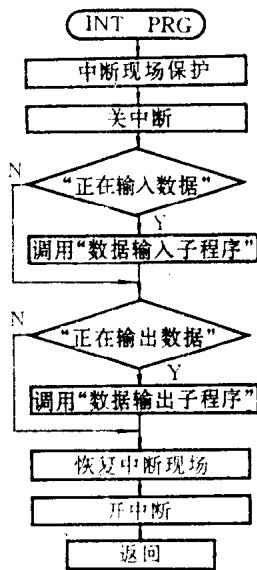 INT PRG
中断现场保护
关中断
N
“正在输入数据”
Y
调用“数据输入子程序”
N
“正在输出数据”
Y
调用“数据输出子程序”
恢复中断现场
开中断
返回